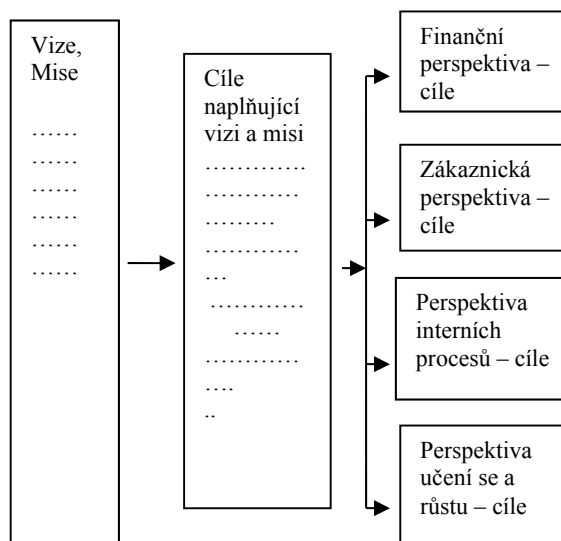 Vize,
Mise
……
……
……
……
……
……
Cíle
naplňující
vizi a misi
………….
…………
………
…………
…
…………
……
…………
….
..
Finanční
perspektiva –
cíle
Zákaznická
perspektiva –
cíle
Perspektiva
interních
procesů – cíle
Perspektiva
učení se a
růstu – cíle